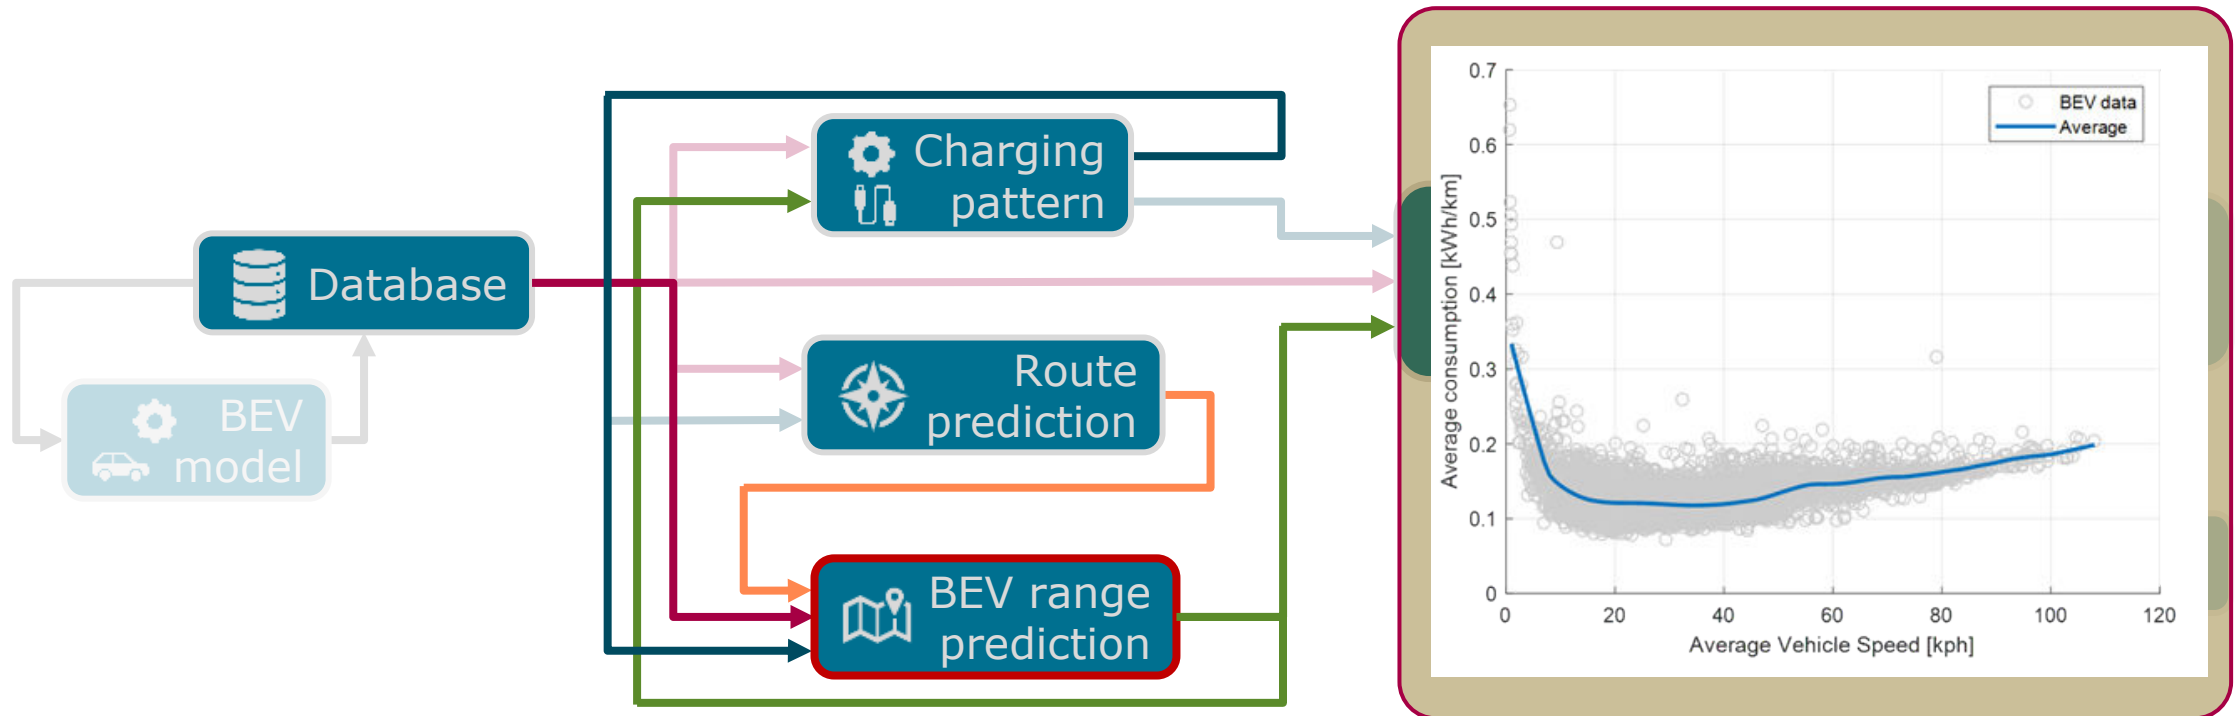 Database
BEV
model
Charging
pattern
Route
prediction
BEV range
prediction
0.7
0.6
0.5
0.4
0.3
0.2
0.1
0
0
20
40
60
80
100
120
Average consumption [kWh/km]
Average Vehicle Speed [kph]
BEV data
Average